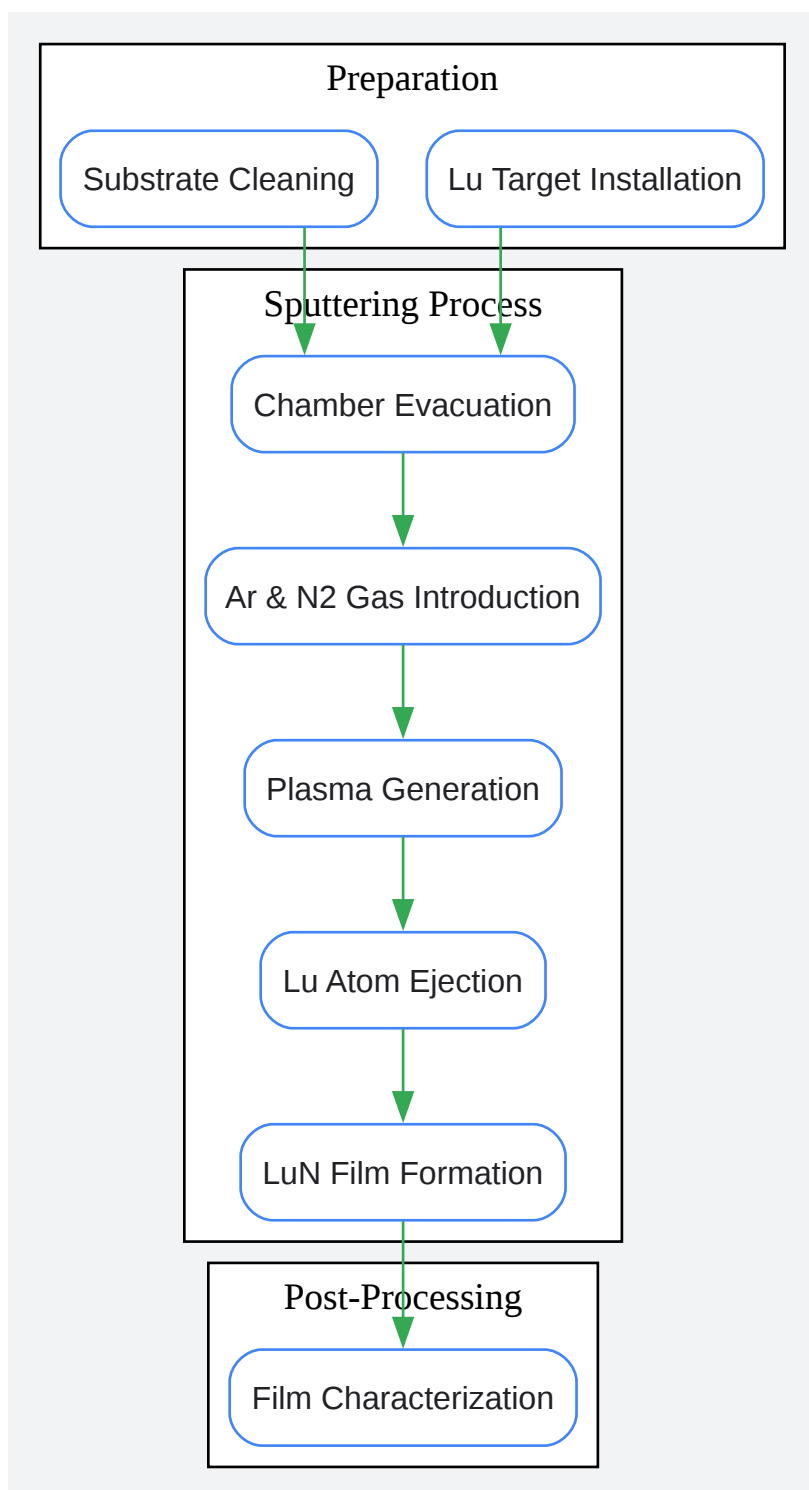 Preparation
Substrate Cleaning
Lu Target Installation
Sputtering Process
Chamber Evacuation
Ar & N2 Gas Introduction
Plasma Generation
Lu Atom Ejection
LuN Film Formation
Post-Processing
Film Characterization